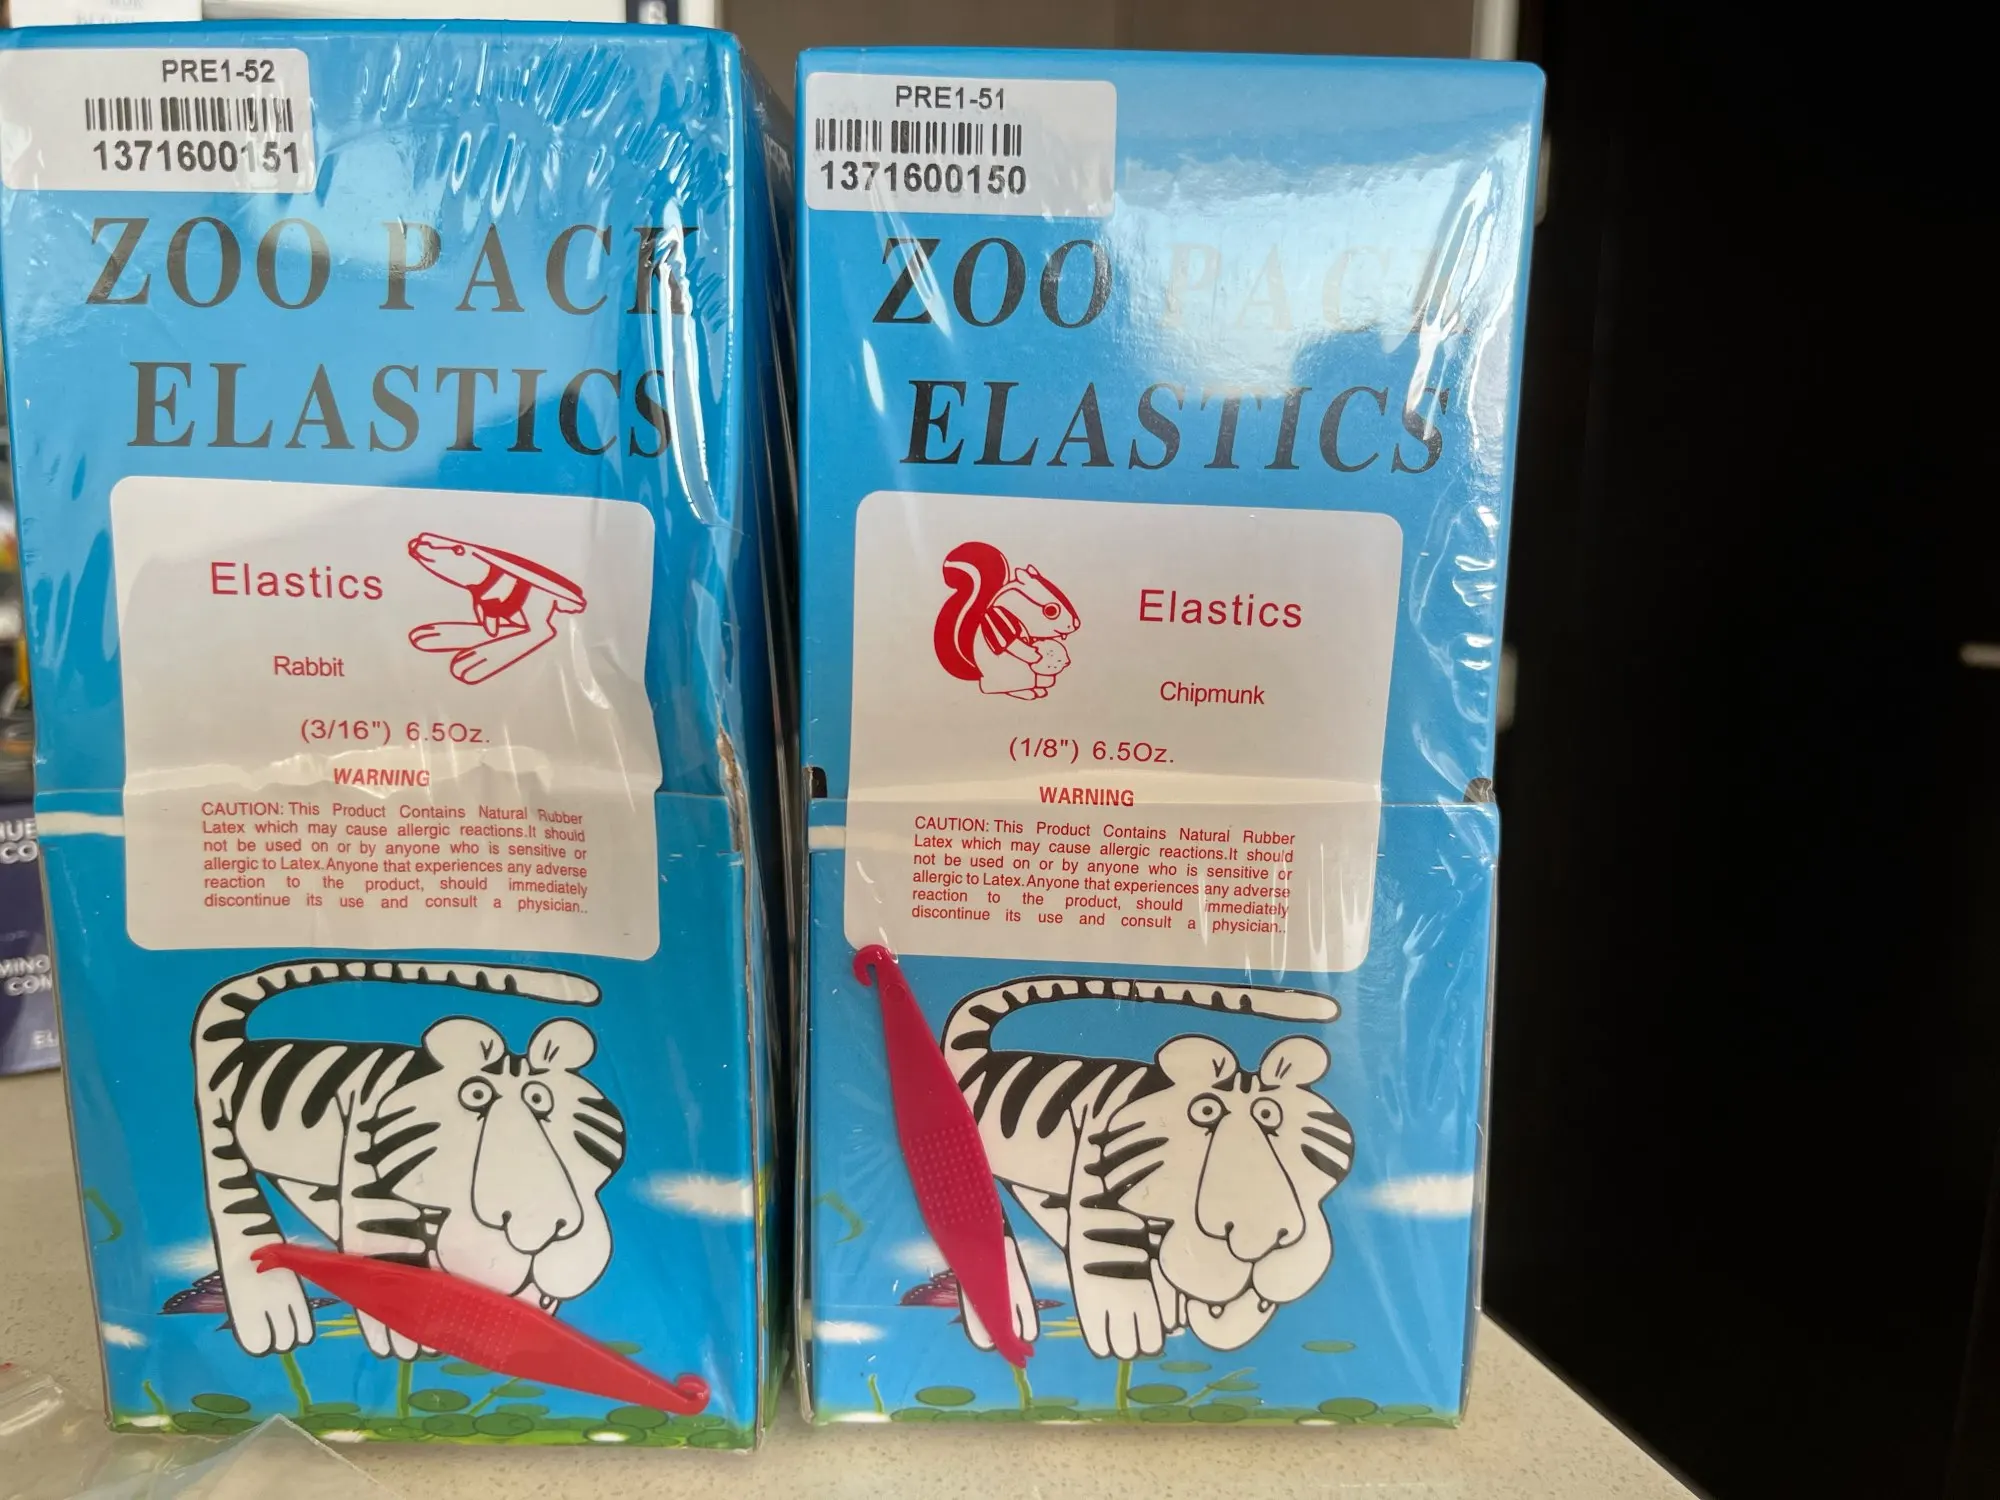 PRE1-52
1371600151
ZOO PACK
ELASTICS
Elastics
Rabbit
(3/16") 6.5Oz.
WARNING
CAUTION: This Product Contains Natural Rubber
Latex which may cause allergic reactions.It should
not be used on or by anyone who is sensitive or
allergic to Latex.Anyone that experiences any adverse
reaction to the product, should immediately
discontinue its use and consult a physician..
PRE1-51
1371600150
ZOO PACK
ELASTICS
Elastics
Chipmunk
(1/8") 6.5Oz.
WARNING
CAUTION: This Product Contains Natural Rubber
Latex which may cause allergic reactions.It should
not be used on or by anyone who is sensitive or
allergic to Latex.Anyone that experiences any adverse
reaction to the product, should immediately
discontinue its use and consult a physician..